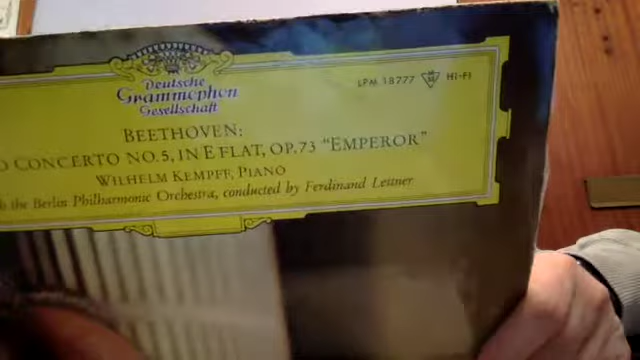 Deutsche
Grammophon
Gesellschaft
LPM 18777 HI-FI
BEETHOVEN:
O CONCERTO NO. 5, IN E FLAT, OP. 73 "EMPEROR"
WILHELM KEMPFF, PIANO
the Berlin Philharmonic Orchestra, conducted by Ferdinand Leitner